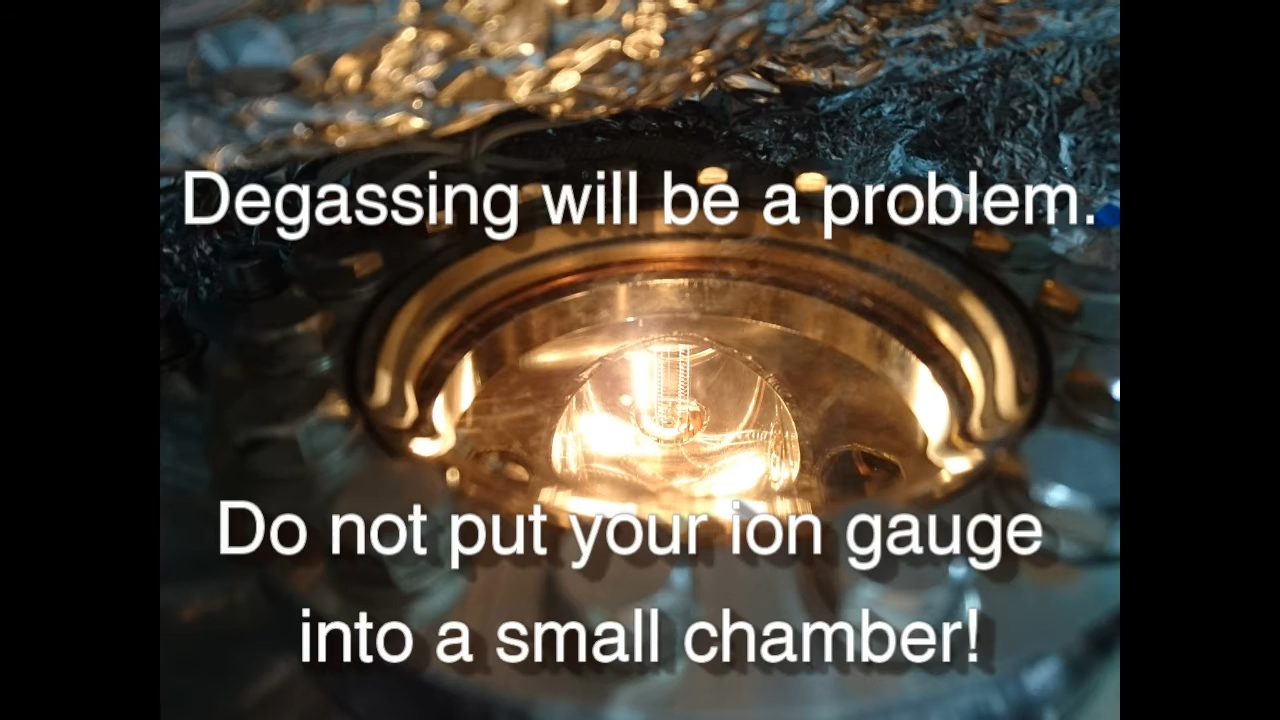 Degassing will be a problem.
Do not put your ion gauge
into a small chamber!